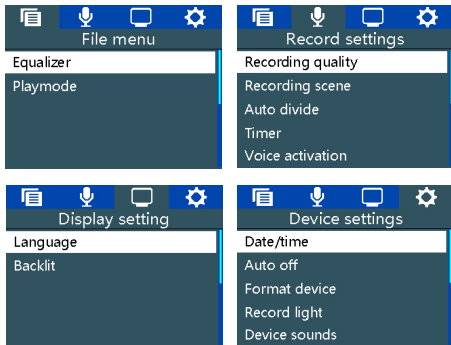 File menu
Equalizer
Playmode
Record settings
Recording quality
Recording scene
Auto divide
Timer
Voice activation
Display setting
Language
Backlit
Device settings
Date/time
Auto off
Format device
Record light
Device sounds